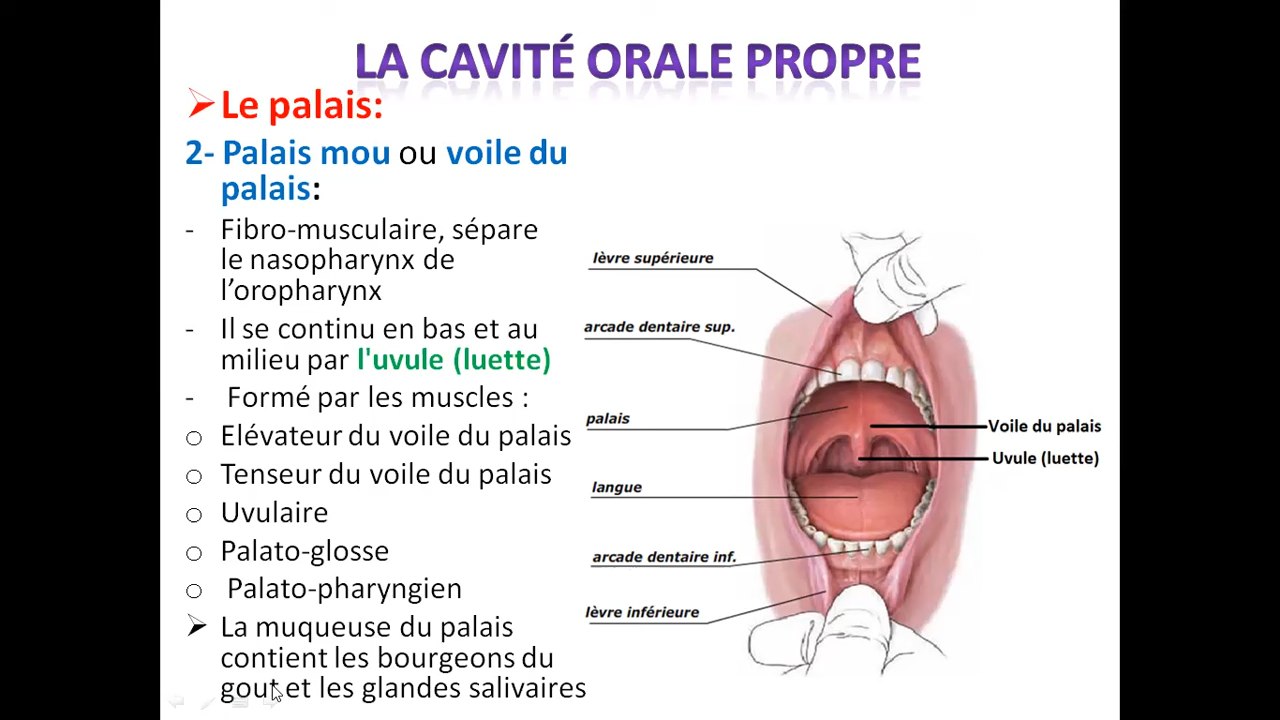 LA CAVITÉ ORALE PROPRE
➢ Le palais:
2- Palais mou ou voile du
palais:
- Fibro-musculaire, sépare
le nasopharynx de
l’oropharynx
- Il se continu en bas et au
milieu par l'uvule (luette)
- Formé par les muscles :
o Elévateur du voile du palais
o Tenseur du voile du palais
o Uvulaire
o Palato-glosse
o Palato-pharyngien
➢ La muqueuse du palais
contient les bourgeons du
gout et les glandes salivaires
lèvre supérieure
arcade dentaire sup.
palais
langue
arcade dentaire inf.
lèvre inférieure
Voile du palais
Uvule (luette)